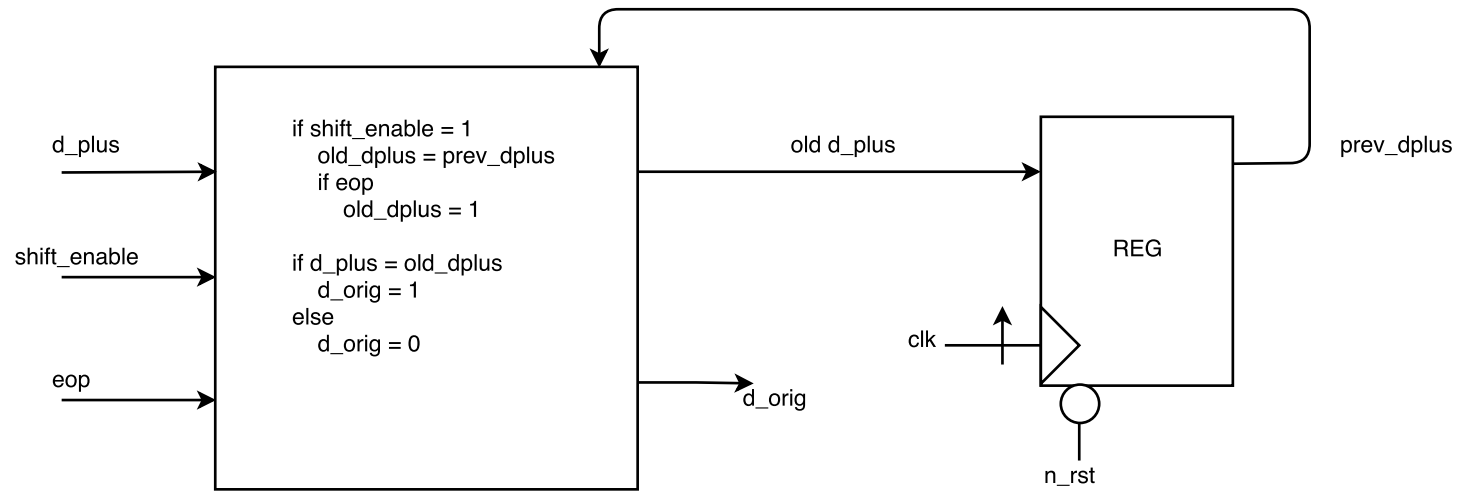 d_plus
shift_enable
eop
if shift_enable = 1
old_dplus = prev_dplus
if eop
old_dplus = 1
if d_plus = old_dplus
d_orig = 1
else
d_orig = 0
old d_plus
d_orig
REG
clk
n_rst
prev_dplus